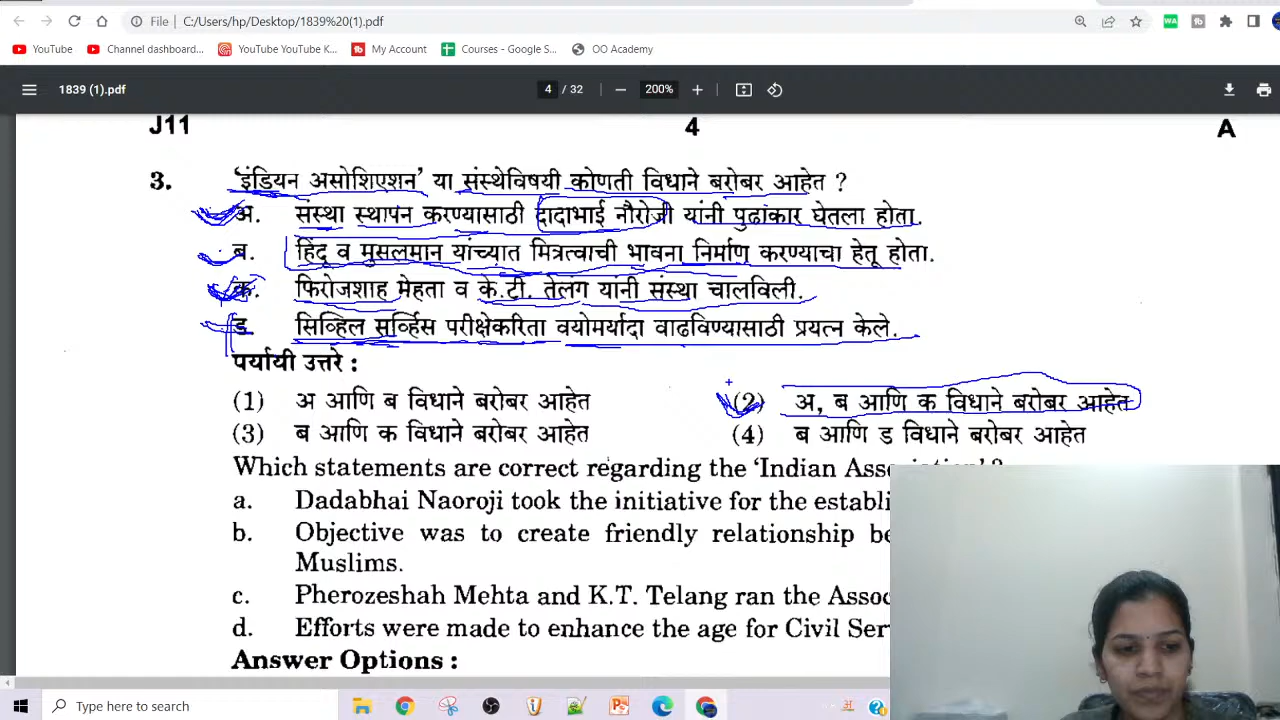 File C:/Users/hp/Desktop/1839%20(1).pdf
YouTube Channel dashboard... YouTube YouTube K... My Account Courses - Google S... OO Academy
1839 (1).pdf 4 / 32 200%
J11 4 A
3. 'इंडियन असोशिएशन' या संस्थेविषयी कोणती विधाने बरोबर आहेत ?
अ. संस्था स्थापन करण्यासाठी दादाभाई नौरोजी यांनी पुढांकार घेतला होता.
ब. हिंदू व मुसलमान यांच्यात मित्रत्वाची भावना निर्माण करण्याचा हेतू होता.
क. फिरोजशाह मेहता व के.टी. तेलंग यांनी संस्था चालविली.
ड. सिव्हिल सर्व्हिस परीक्षेकरिता वयोमर्यादा वाढविण्यासाठी प्रयत्न केले.
पर्यायी उत्तरे :
(1) अ आणि ब विधाने बरोबर आहेत (2) अ, ब आणि क विधाने बरोबर आहेत
(3) ब आणि क विधाने बरोबर आहेत (4) ब आणि ड विधाने बरोबर आहेत
Which statements are correct regarding the 'Indian Association' ?
a. Dadabhai Naoroji took the initiative for the establi
b. Objective was to create friendly relationship be
Muslims.
c. Pherozeshah Mehta and K.T. Telang ran the Assoc
d. Efforts were made to enhance the age for Civil Ser
Answer Options :
Type here to search